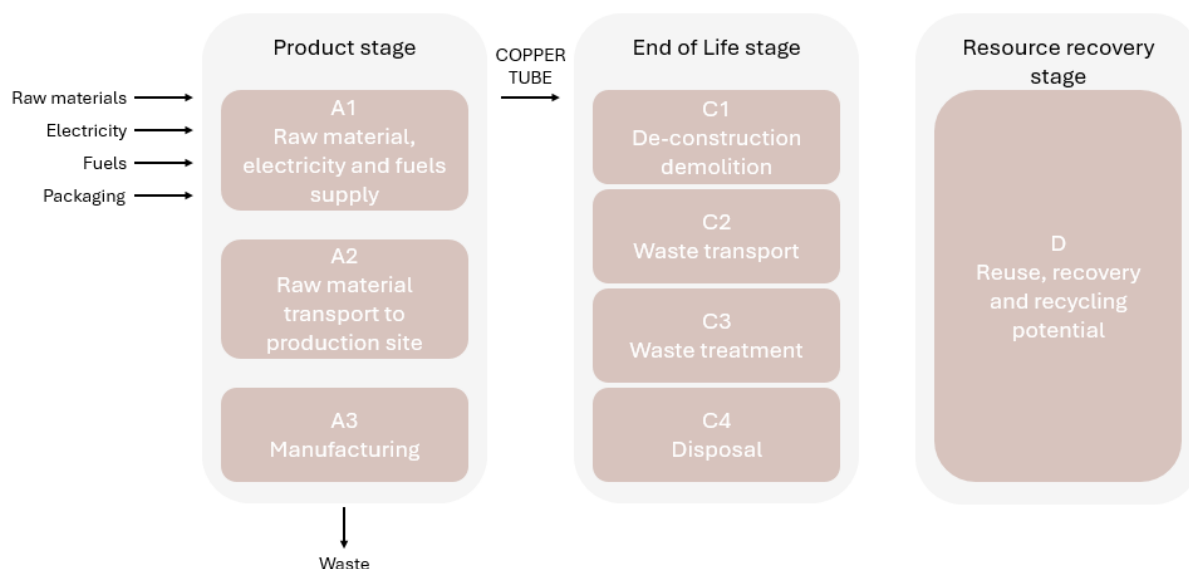 Product stage
COPPER
TUBE
End of Life stage
Resource recovery
stage
Raw materials
Electricity
Fuels
Packaging
A1
Raw material,
electricity and fuels
supply
A2
Raw material
transport to
production site
A3
Manufacturing
Waste
C1
De-construction
demolition
C2
Waste transport
C3
Waste treatment
C4
Disposal
D
Reuse, recovery
and recycling
potential